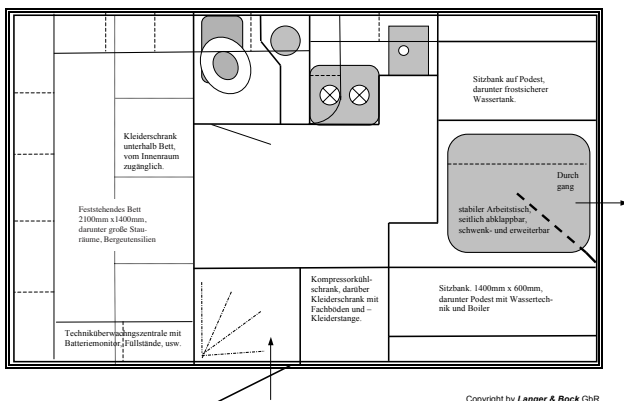 Sitzbank auf Podest,
darunter frostsicherer
Wassertank.
Kleiderschrank
unterhalb Bett,
vom Innenraum
zugänglich.
Durch
gang
Feststehendes Bett
2100mm x1400mm,
darunter große Stau-
räume, Bergeutensilien
stabiler Arbeitstisch,
seitlich abklappbar,
schwenk- und erweiterbar
Kompressorkühl-
schrank, darüber
Kleiderschrank mit
Fachböden und –
Kleiderstange.
Sitzbank. 1400mm x 600mm,
darunter Podest mit Wassertech-
nik und Boiler
Techniküberwachngszentrale mit
Batteriemonitor, Füllstände, usw.
Copyright by Langer & Bock GbR